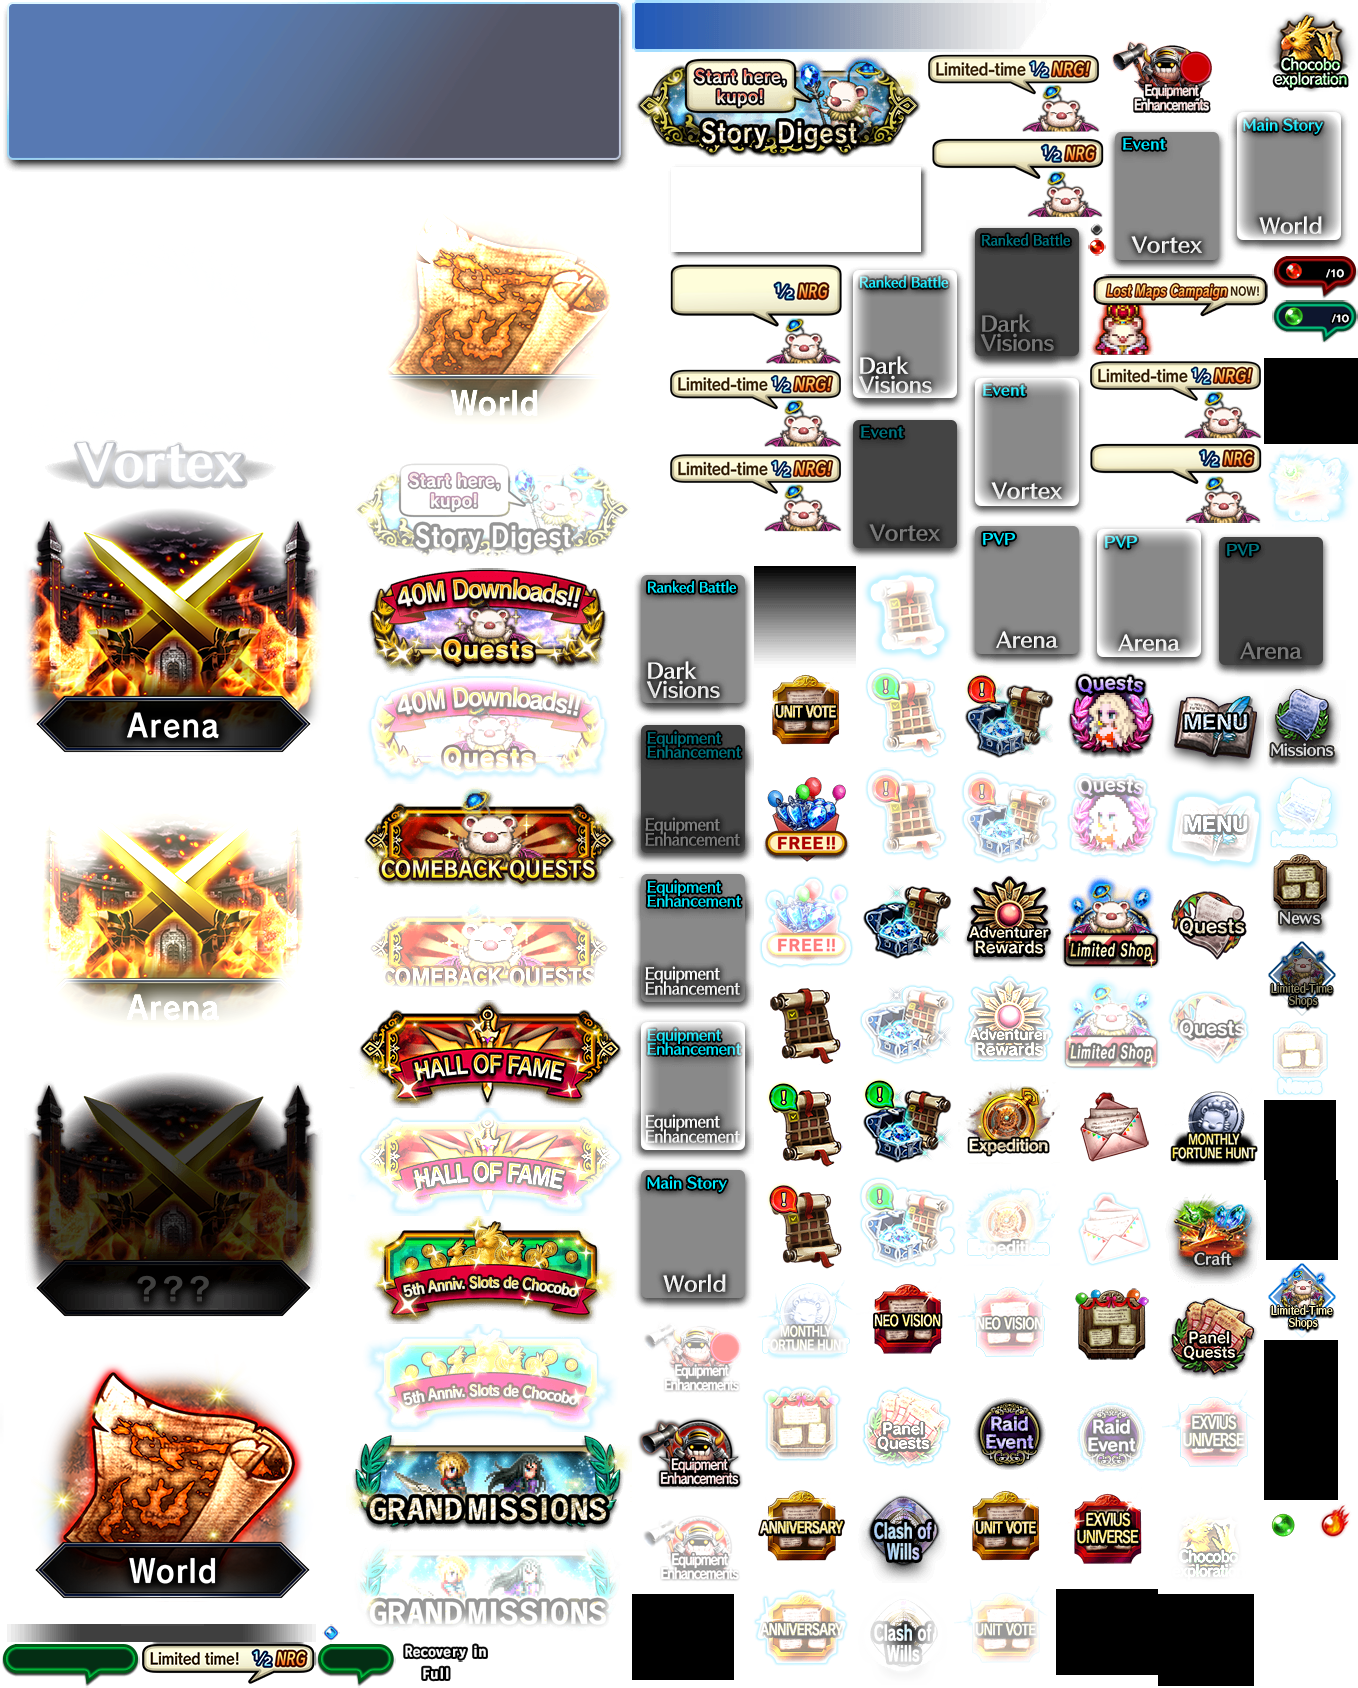 Start here,
kupo!
Story Digest
Limited-time ½ NRG!
½ NRG
Equipment
Enhancements
Chocobo
exploration
Event
Vortex
Main Story
World
Ranked Battle
Dark
Visions
Lost Maps Campaign NOW!
/10
/10
½ NRG
Ranked Battle
Dark
Visions
Limited-time ½ NRG!
Limited-time ½ NRG!
Event
Vortex
Event
Vortex
Limited-time ½ NRG!
½ NRG
World
Vortex
Start here,
kupo!
Story Digest
PVP
Arena
PVP
Arena
PVP
Arena
40M Downloads!!
Quests
Arena
40M Downloads!!
Quests
Ranked Battle
Dark
Visions
UNIT VOTE
!
!
Quests
MENU
Missions
Equipment
Enhancement
Equipment
Enhancement
FREE!!
!
!
Quests
MENU
COMEBACK QUESTS
COMEBACK QUESTS
Equipment
Enhancement
Equipment
Enhancement
FREE!!
Adventurer
Rewards
Limited Shop
Quests
News
Limited-Time
Shops
Arena
HALL OF FAME
HALL OF FAME
Equipment
Enhancement
Equipment
Enhancement
Adventurer
Rewards
Limited Shop
Quests
News
!
!
Expedition
MONTHLY
FORTUNE HUNT
Main Story
World
!
!
Expedition
Craft
???
5th Anniv. Slots de Chocobo
5th Anniv. Slots de Chocobo
Equipment
Enhancements
MONTHLY
FORTUNE HUNT
NEO VISION
NEO VISION
Panel
Quests
Limited-Time
Shops
Equipment
Enhancements
Panel
Quests
Raid
Event
Raid
Event
EXVIUS
UNIVERSE
GRAND MISSIONS
GRAND MISSIONS
Equipment
Enhancements
ANNIVERSARY
Clash of
Wills
UNIT VOTE
EXVIUS
UNIVERSE
Chocobo
exploration
World
ANNIVERSARY
Clash of
Wills
UNIT VOTE
Limited time! ½ NRG
Recovery in
Full